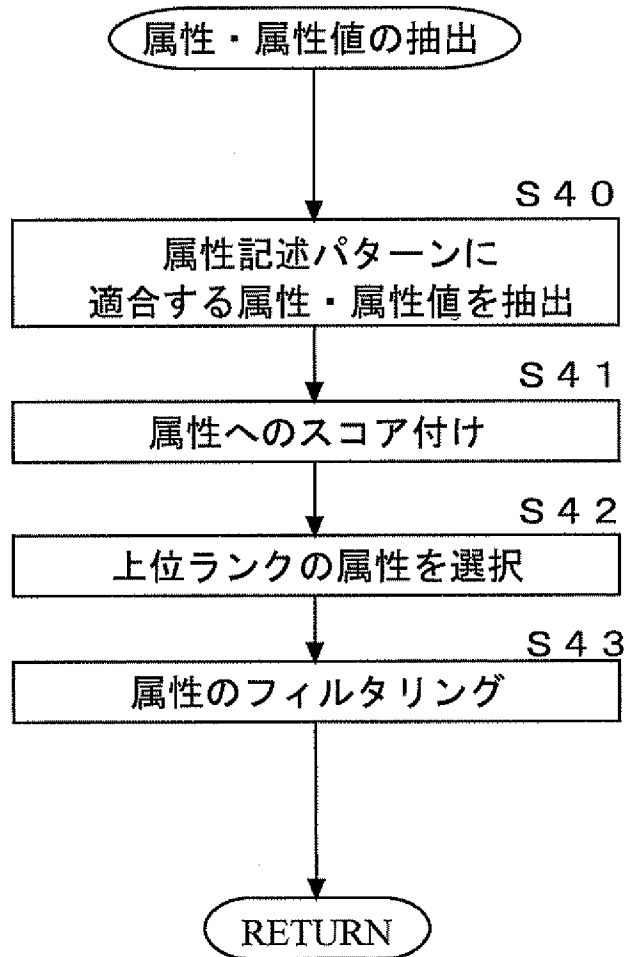 属性・属性値の抽出
S40
属性記述パターンに
適合する属性・属性値を抽出
S41
属性へのスコア付け
S42
上位ランクの属性を選択
S43
属性のフィルタリング
RETURN